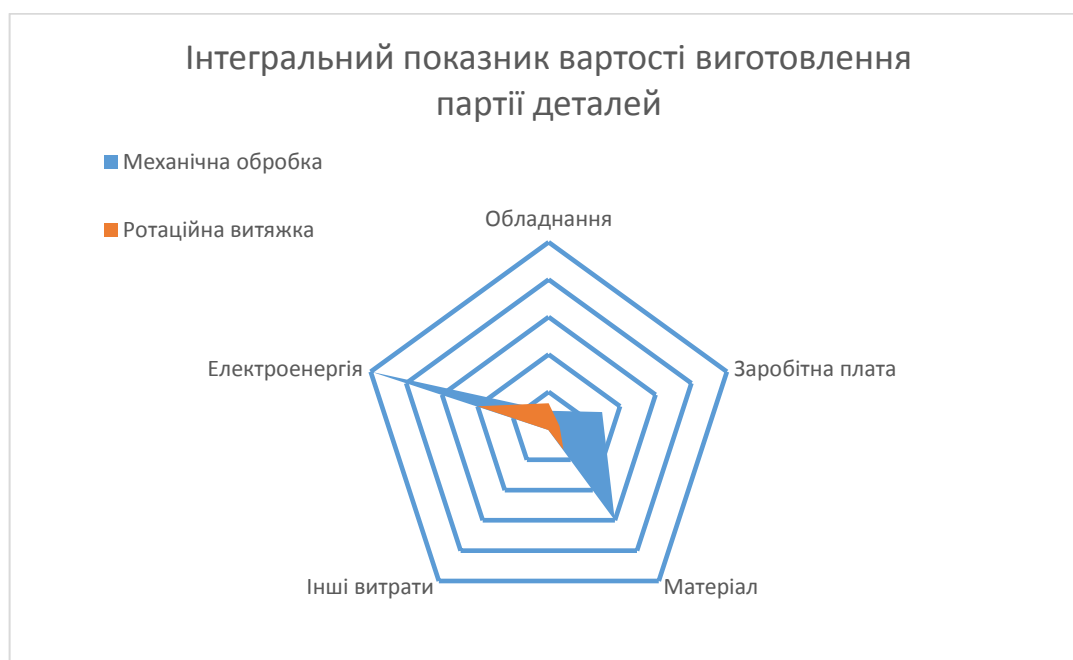 Інтегральний показник вартості виготовлення
партії деталей
Механічна обробка
Ротаційна витяжка
Обладнання
Заробітна плата
Матеріал
Інші витрати
Електроенергія